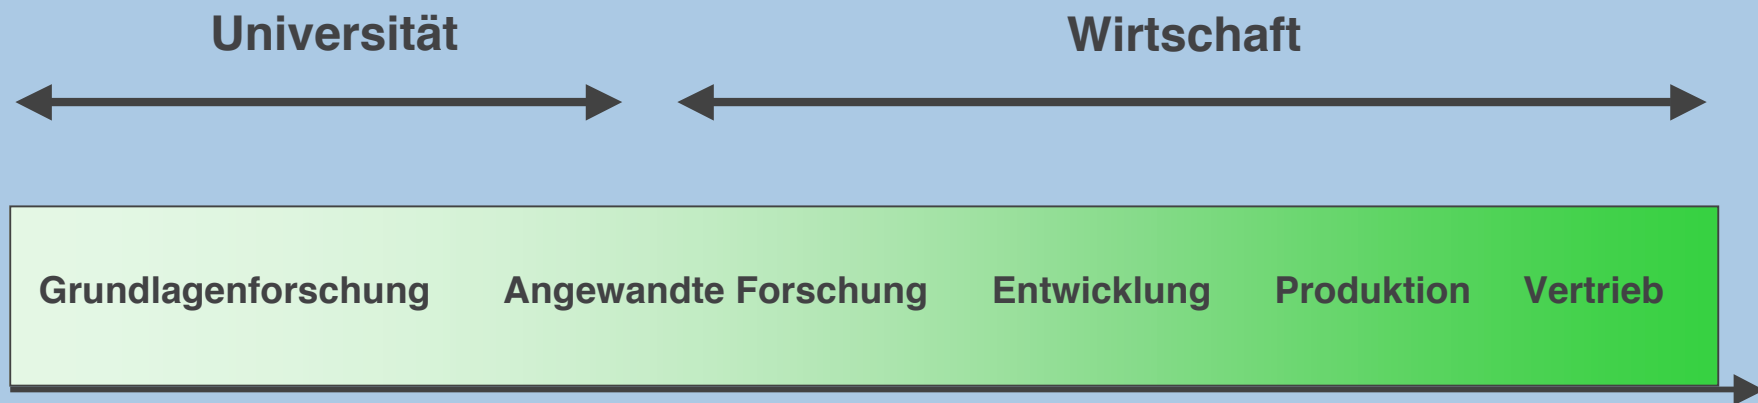 Universität Wirtschaft
Grundlagenforschung Angewandte Forschung Entwicklung Produktion Vertrieb